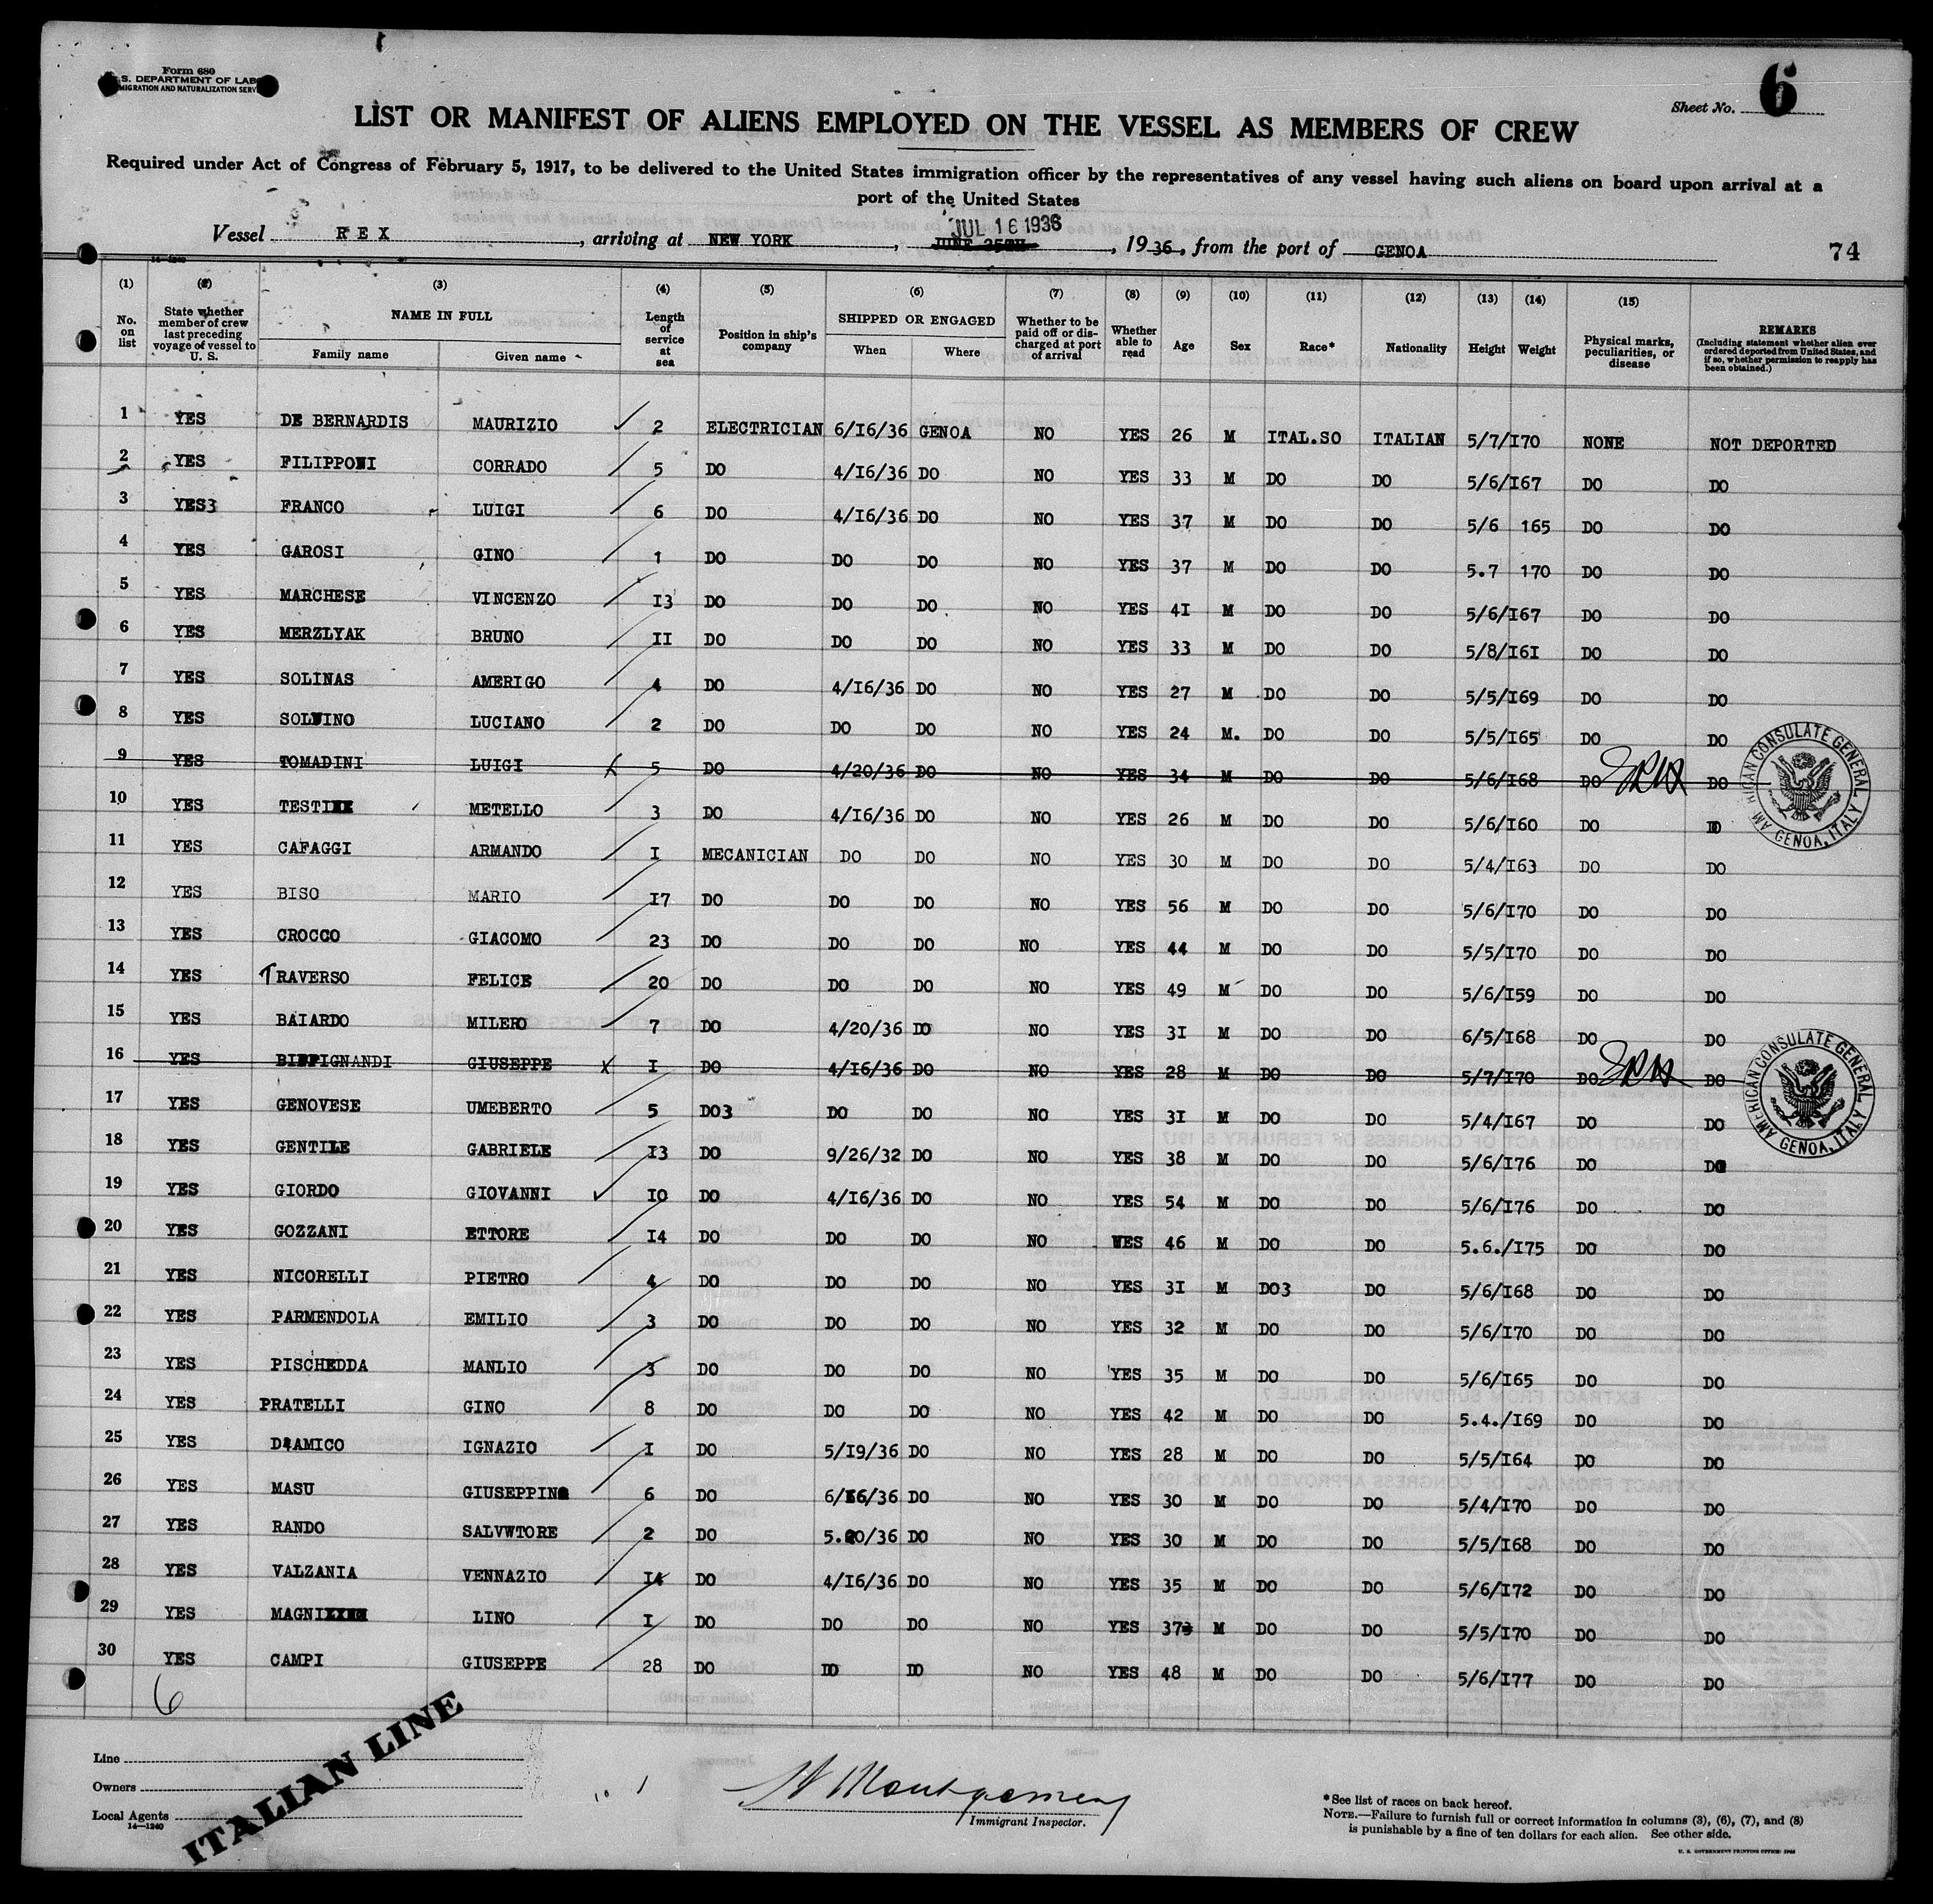 Form 680
U.S. DEPARTMENT OF LABOR
IMMIGRATION AND NATURALIZATION SERVICE
Sheet No. 6
LIST OR MANIFEST OF ALIENS EMPLOYED ON THE VESSEL AS MEMBERS OF CREW
Required under Act of Congress of February 5, 1917, to be delivered to the United States immigration officer by the representatives of any vessel having such aliens on board upon arrival at a
port of the United States
JUL 16 1936
Vessel REX, arriving at NEW YORK, JUNE 25TH, 1936, from the port of GENOA
74
14-1240
(1) (2) (3) (4) (5) (6) (7) (8) (9) (10) (11) (12) (13) (14) (15)
No. on list State whether member of crew last preceding voyage of vessel to U. S. NAME IN FULL Family name Given name Length of service at sea Position in ship's company SHIPPED OR ENGAGED When Where Whether to be paid off or discharged at port of arrival Whether able to read Age Sex Race* Nationality Height Weight Physical marks, peculiarities, or disease REMARKS (Including statement whether alien ever ordered deported from United States, and if so, whether permission to reapply has been obtained.)
1 YES DE BERNARDIS MAURIZIO 2 ELECTRICIAN 6/16/36 GENOA NO YES 26 M ITAL.SO ITALIAN 5/7/170 NONE NOT DEPORTED
2 YES FILIPPONI CORRADO 5 DO 4/16/36 DO NO YES 33 M DO DO 5/6/167 DO DO
3 YES3 FRANCO LUIGI 6 DO 4/16/36 DO NO YES 37 M DO DO 5/6 165 DO DO
4 YES GAROSI GINO 1 DO DO DO NO YES 37 M DO DO 5.7 170 DO DO
5 YES MARCHESE VINCENZO 13 DO DO DO NO YES 41 M DO DO 5/6/167 DO DO
6 YES MERZLYAK BRUNO 11 DO DO DO NO YES 33 M DO DO 5/8/161 DO DO
7 YES SOLINAS AMERIGO 4 DO 4/16/36 DO NO YES 27 M DO DO 5/5/169 DO DO
8 YES SOLVINO LUCIANO 2 DO DO DO NO YES 24 M. DO DO 5/5/165 DO DO
9 YES TOMADINI LUIGI 5 DO 4/20/36 DO NO YES 34 M DO DO 5/6/168 DO DO
10 YES TESTI METELLO 3 DO 4/16/36 DO NO YES 26 M DO DO 5/6/160 DO DO
AMERICAN CONSULATE GENERAL GENOA, ITALY
11 YES CAFAGGI ARMANDO 1 MECANICIAN DO DO NO YES 30 M DO DO 5/4/163 DO DO
12 YES BISO MARIO 17 DO DO DO NO YES 56 M DO DO 5/6/170 DO DO
13 YES CROCCO GIACOMO 23 DO DO DO NO YES 44 M DO DO 5/5/170 DO DO
14 YES TRAVERSO FELICE 20 DO DO DO NO YES 49 M DO DO 5/6/159 DO DO
15 YES BAIARDO MILERO 7 DO 4/20/36 DO NO YES 31 M DO DO 6/5/168 DO DO
16 YES GIUSEPPE 1 DO 4/16/36 DO NO YES 28 M DO DO 5/7/170 DO DO
17 YES GENOVESE UMEBERTO 5 DO3 DO DO NO YES 31 M DO DO 5/4/167 DO DO
AMERICAN CONSULATE GENERAL GENOA, ITALY
18 YES GENTILE GABRIELE 13 DO 9/26/32 DO NO YES 38 M DO DO 5/6/176 DO DO
19 YES GIORDO GIOVANNI 10 DO 4/16/36 DO NO YES 54 M DO DO 5/6/176 DO DO
20 YES GOZZANI ETTORE 14 DO DO DO NO YES 46 M DO DO 5.6./175 DO DO
21 YES NICORELLI PIETRO 4 DO DO DO NO YES 31 M DO3 DO 5/6/168 DO DO
22 YES PARMENDOLA EMILIO 3 DO DO DO NO YES 32 M DO DO 5/6/170 DO DO
23 YES PISCHEDDA MANLIO 3 DO DO DO NO YES 35 M DO DO 5/6/165 DO DO
24 YES PRATELLI GINO 8 DO DO DO NO YES 42 M DO DO 5.4./169 DO DO
25 YES D'AMICO IGNAZIO 1 DO 5/19/36 DO NO YES 28 M DO DO 5/5/164 DO DO
26 YES MASU GIUSEPPINO 6 DO 6/16/36 DO NO YES 30 M DO DO 5/4/170 DO DO
27 YES RANDO SALVWTORE 2 DO DO NO YES 30 M DO DO 5/5/168 DO DO
28 YES VALZANIA VENNAZIO 14 DO 4/16/36 DO NO YES 35 M DO DO 5/6/172 DO DO
29 YES MAGNI LINO 1 DO DO DO NO YES 37 M DO DO 5/5/170 DO DO
30 YES CAMPI GIUSEPPE 28 DO DO DO NO YES 48 M DO DO 5/6/177 DO DO
6
Line
Owners
Local Agents
14-1240
ITALIAN LINE
Montgomery
Immigrant Inspector.
*See list of races on back hereof.
NOTE.—Failure to furnish full or correct information in columns (3), (6), (7), and (8)
is punishable by a fine of ten dollars for each alien. See other side.
U. S. GOVERNMENT PRINTING OFFICE